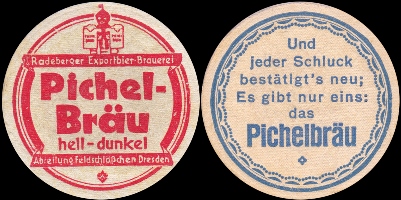 Radeberger Exportbier-Brauerei
Pichel-
Bräu
hell-dunkel
Abteilung Feldschlößchen Dresden
Und
jeder Schluck
bestätigt's neu;
Es gibt nur eins:
das
Pichelbräu